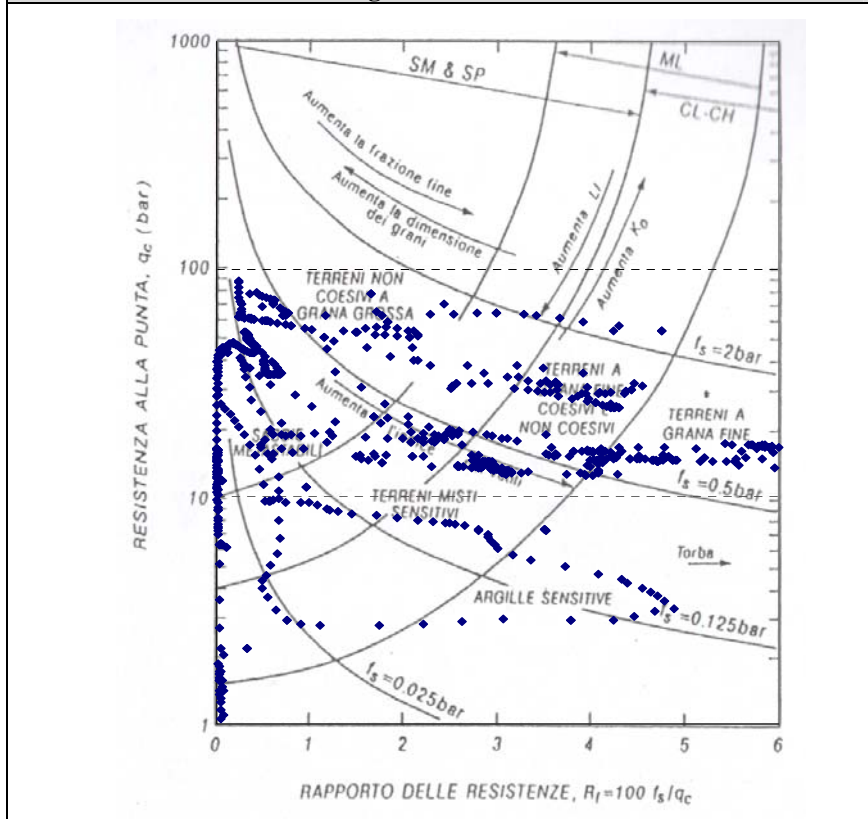 1000
100
10
1
RESISTENZA ALLA PUNTA, qc (bar)
SM & SP
ML
CL-CH
Aumenta la frazione fine
Aumenta la dimensione
dei grani
Aumenta LI
Aumenta Ko
TERRENI NON
COESIVI A
GRANA GROSSA
fs=2bar
TERRENI A
GRANA FINE
COESIVI E
NON COESIVI
TERRENI A
GRANA FINE
Aumenta
fs=0.5bar
TERRENI MISTI
SENSITIVI
Torba
ARGILLE SENSITIVE
fs=0.125bar
fs=0.025bar
0 1 2 3 4 5 6
RAPPORTO DELLE RESISTENZE, Rf=100 fs/qc